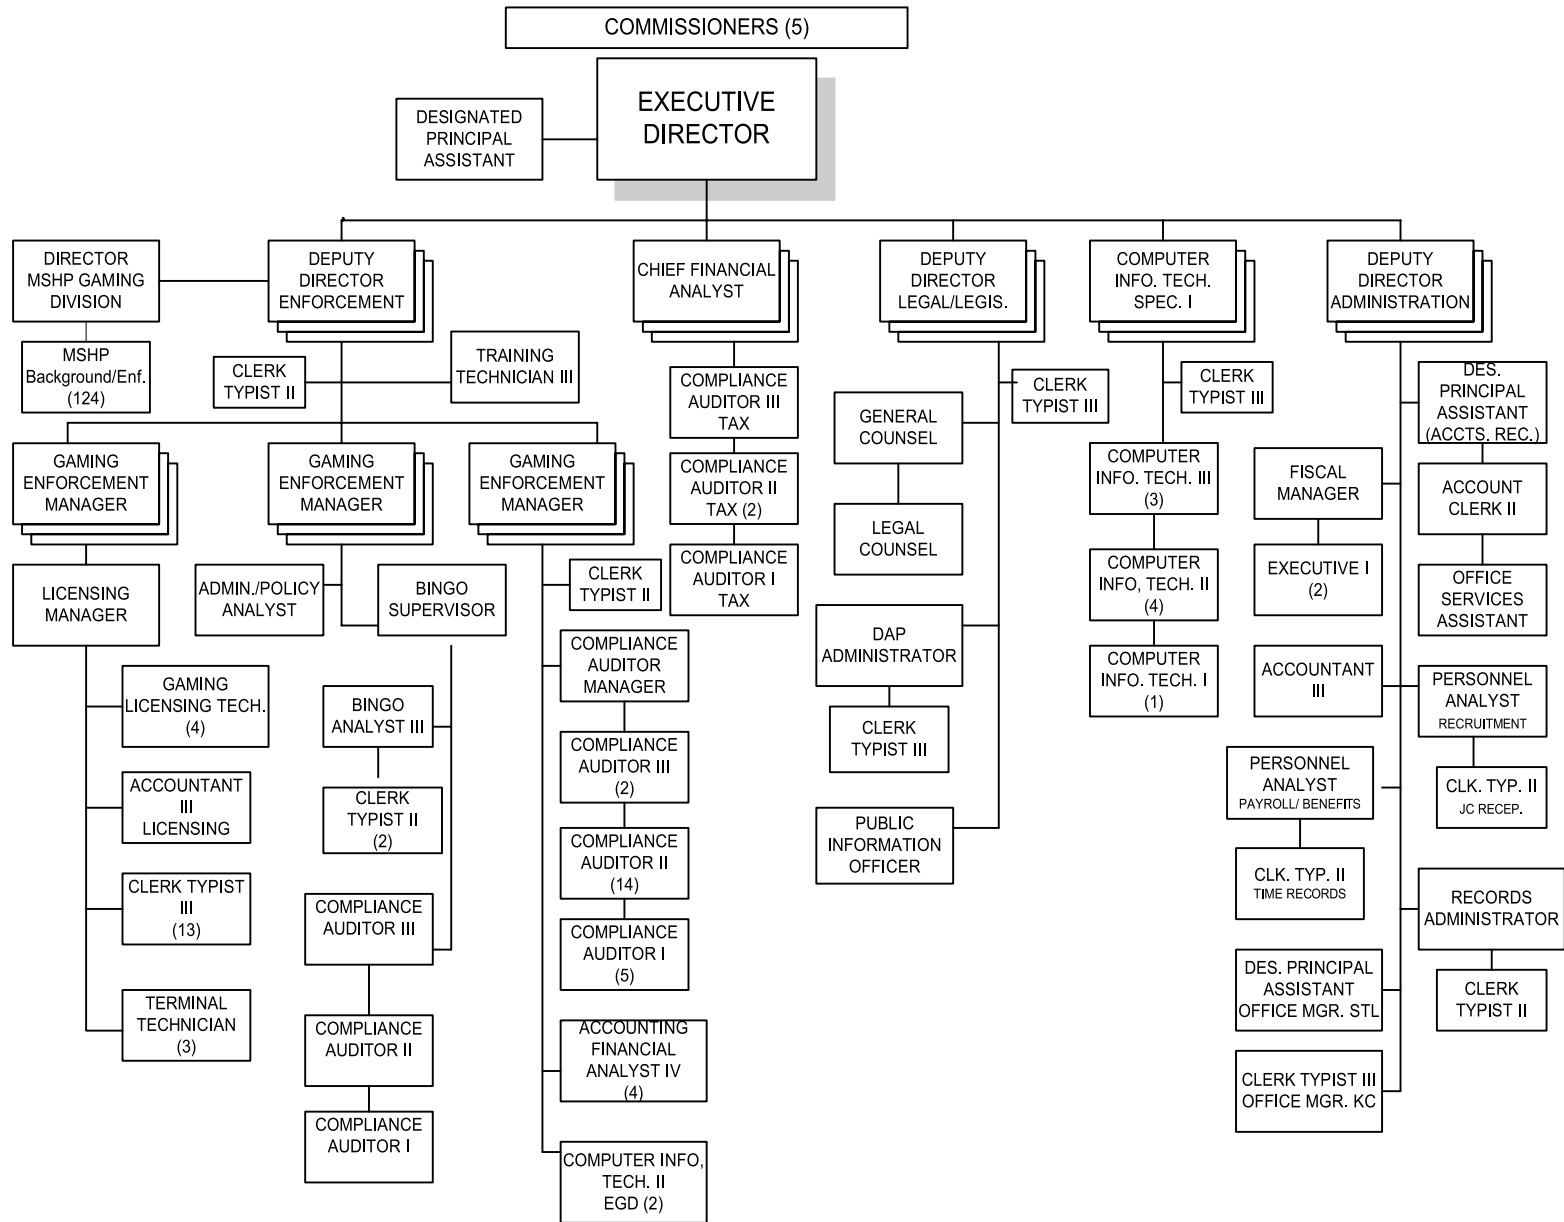 COMMISSIONERS (5)
EXECUTIVE
DIRECTOR
DESIGNATED
PRINCIPAL
ASSISTANT
DIRECTOR
MSHP GAMING
DIVISION
DEPUTY
DIRECTOR
ENFORCEMENT
CHIEF FINANCIAL
ANALYST
DEPUTY
DIRECTOR
LEGAL/LEGIS.
COMPUTER
INFO. TECH.
SPEC. I
DEPUTY
DIRECTOR
ADMINISTRATION
MSHP
Background/Enf.
(124)
CLERK
TYPIST II
TRAINING
TECHNICIAN III
GAMING
ENFORCEMENT
MANAGER
GAMING
ENFORCEMENT
MANAGER
GAMING
ENFORCEMENT
MANAGER
LICENSING
MANAGER
GAMING
LICENSING TECH.
(4)
ACCOUNTANT
III
LICENSING
CLERK TYPIST
III
(13)
TERMINAL
TECHNICIAN
(3)
ADMIN./POLICY
ANALYST
BINGO
SUPERVISOR
BINGO
ANALYST III
CLERK
TYPIST II
(2)
COMPLIANCE
AUDITOR III
COMPLIANCE
AUDITOR II
COMPLIANCE
AUDITOR I
CLERK
TYPIST II
COMPLIANCE
AUDITOR
MANAGER
COMPLIANCE
AUDITOR III
(2)
COMPLIANCE
AUDITOR II
(14)
COMPLIANCE
AUDITOR I
(5)
ACCOUNTING
FINANCIAL
ANALYST IV
(4)
COMPUTER INFO,
TECH. II
EGD (2)
COMPLIANCE
AUDITOR III
TAX
COMPLIANCE
AUDITOR II
TAX (2)
COMPLIANCE
AUDITOR I
TAX
CLERK
TYPIST III
GENERAL
COUNSEL
LEGAL
COUNSEL
DAP
ADMINISTRATOR
CLERK
TYPIST III
PUBLIC
INFORMATION
OFFICER
CLERK
TYPIST III
COMPUTER
INFO. TECH. III
(3)
COMPUTER
INFO, TECH. II
(4)
COMPUTER
INFO. TECH. I
(1)
DES.
PRINCIPAL
ASSISTANT
(ACCTS. REC.)
ACCOUNT
CLERK II
OFFICE
SERVICES
ASSISTANT
FISCAL
MANAGER
EXECUTIVE I
(2)
ACCOUNTANT
III
PERSONNEL
ANALYST
RECRUITMENT
CLK. TYP. II
JC RECEP.
PERSONNEL
ANALYST
PAYROLL/ BENEFITS
CLK. TYP. II
TIME RECORDS
RECORDS
ADMINISTRATOR
CLERK
TYPIST II
DES. PRINCIPAL
ASSISTANT
OFFICE MGR. STL
CLERK TYPIST III
OFFICE MGR. KC